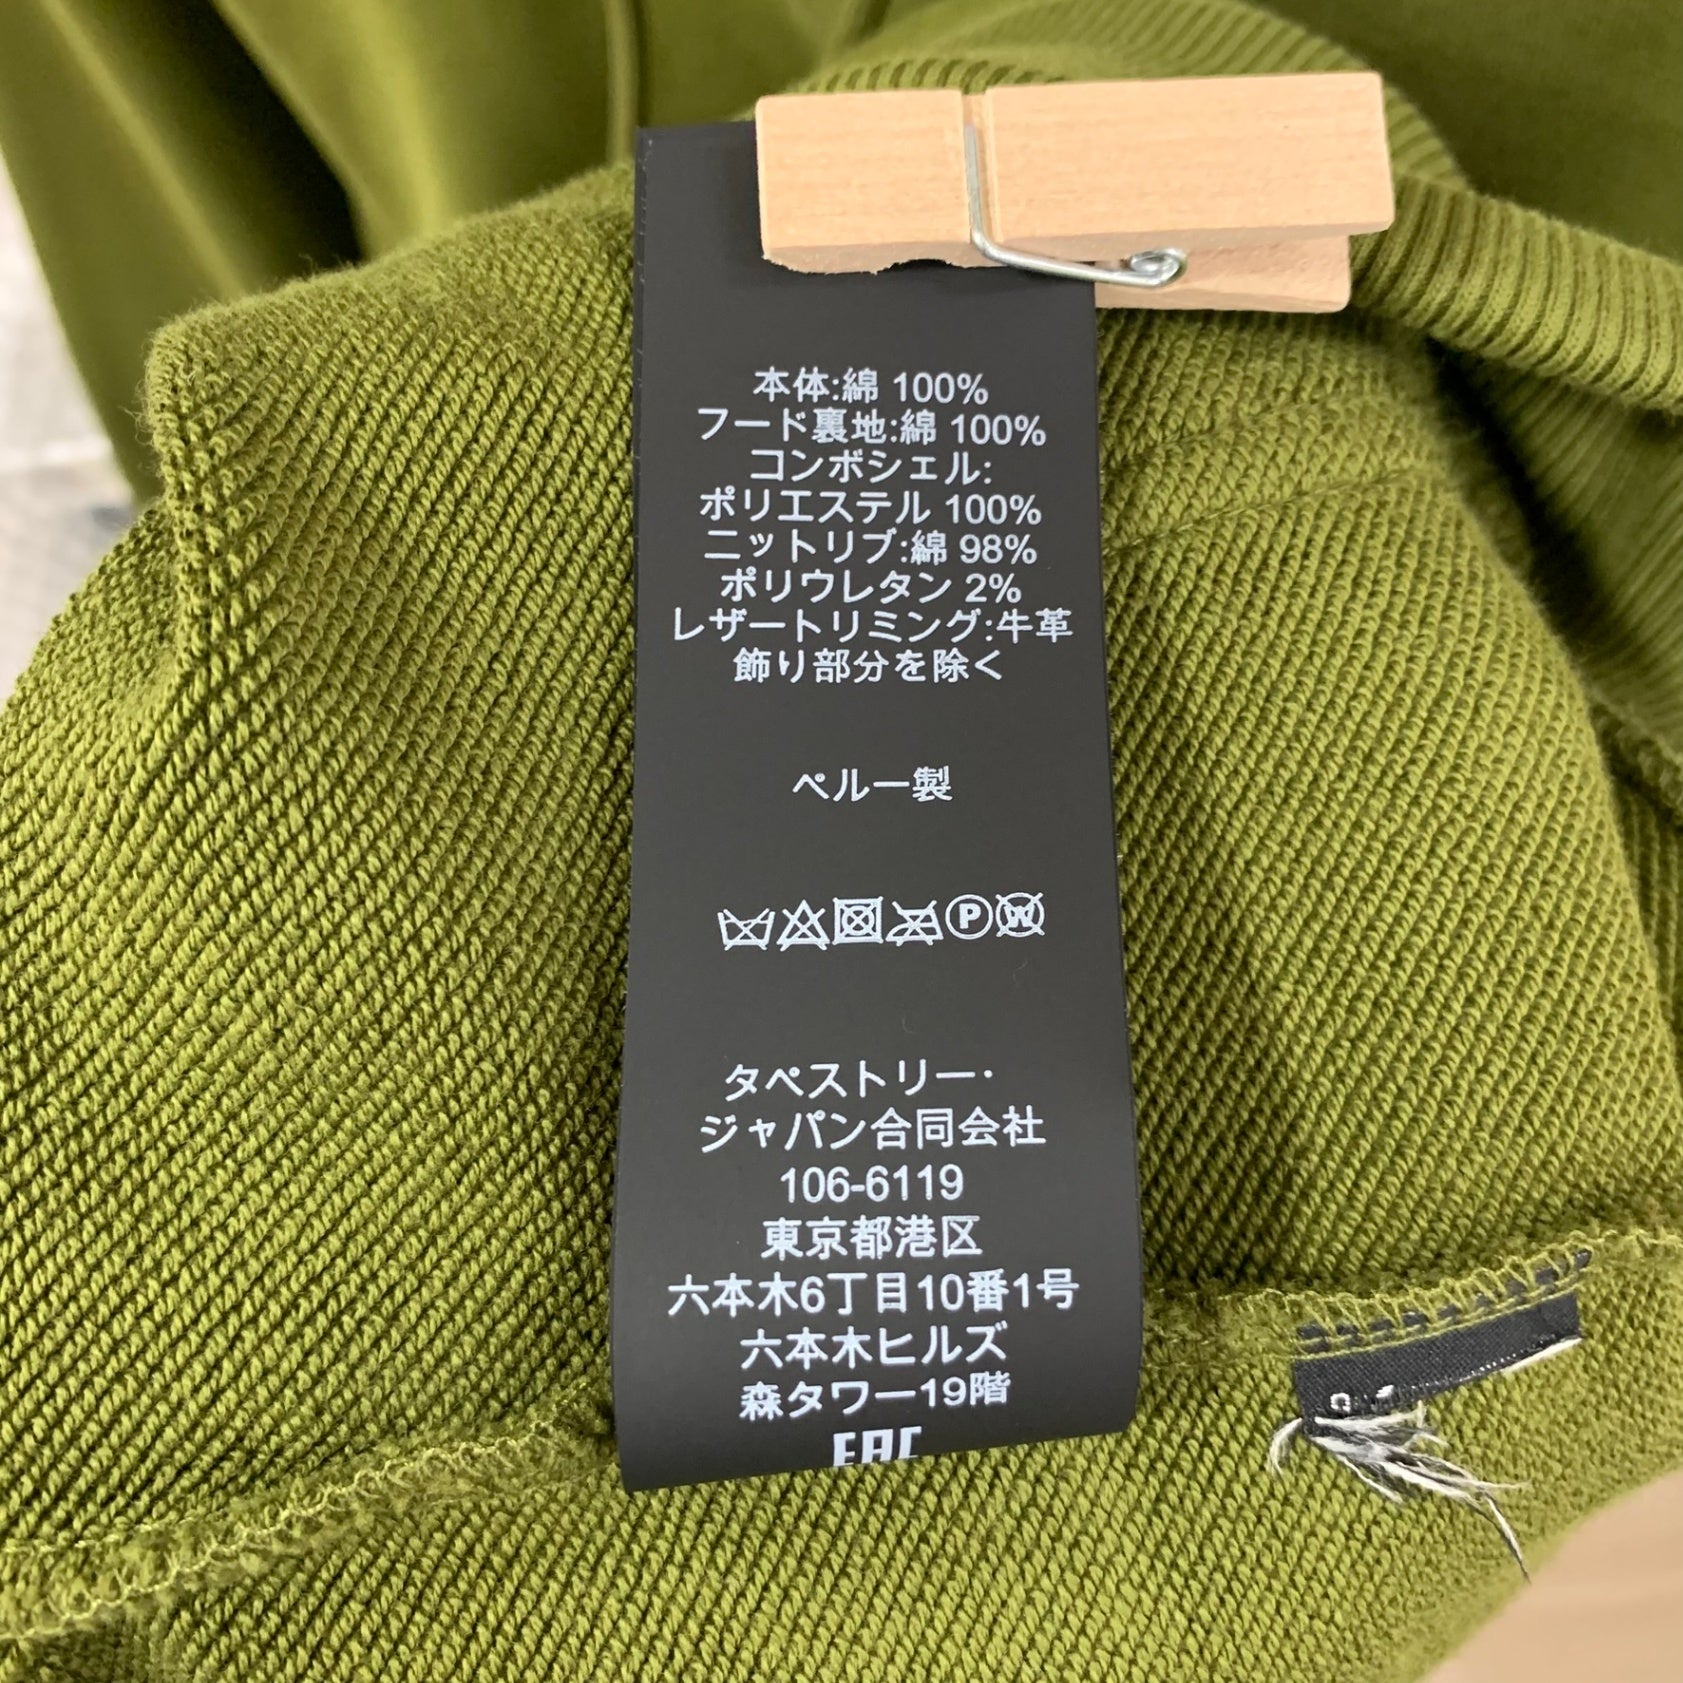 本体:綿 100%
フード裏地:綿 100%
コンボシェル:
ポリエステル 100%
ニットリブ:綿 98%
ポリウレタン 2%
レザートリミング:牛革
飾り部分を除く
ペルー製
P W
タペストリー・
ジャパン合同会社
106-6119
東京都港区
六本木6丁目10番1号
六本木ヒルズ
森タワー19階
EAC